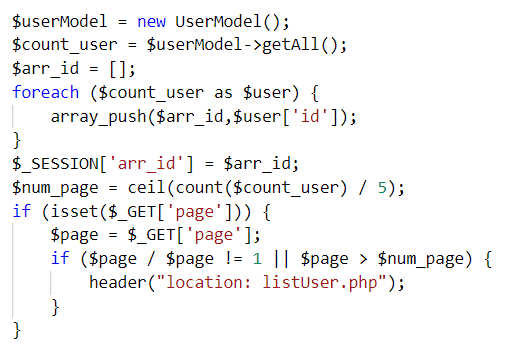 $userModel = new UserModel();
$count_user = $userModel->getAll();
$arr_id = [];
foreach ($count_user as $user) {
    array_push($arr_id,$user['id']);
}
$_SESSION['arr_id'] = $arr_id;
$num_page = ceil(count($count_user) / 5);
if (isset($_GET['page'])) {
    $page = $_GET['page'];
    if ($page / $page != 1 || $page > $num_page) {
        header("location: listUser.php");
    }
}